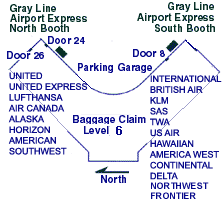 Gray Line
Airport Express
North Booth
Gray Line
Airport Express
South Booth
Door 24
Door 8
Door 26
Parking Garage
UNITED
UNITED EXPRESS
LUFTHANSA
AIR CANADA
ALASKA
HORIZON
AMERICAN
SOUTHWEST
INTERNATIONAL
BRITISH AIR
KLM
SAS
TWA
US AIR
HAWAIIAN
AMERICA WEST
CONTINENTAL
DELTA
NORTHWEST
FRONTIER
Baggage Claim
Level 6
North